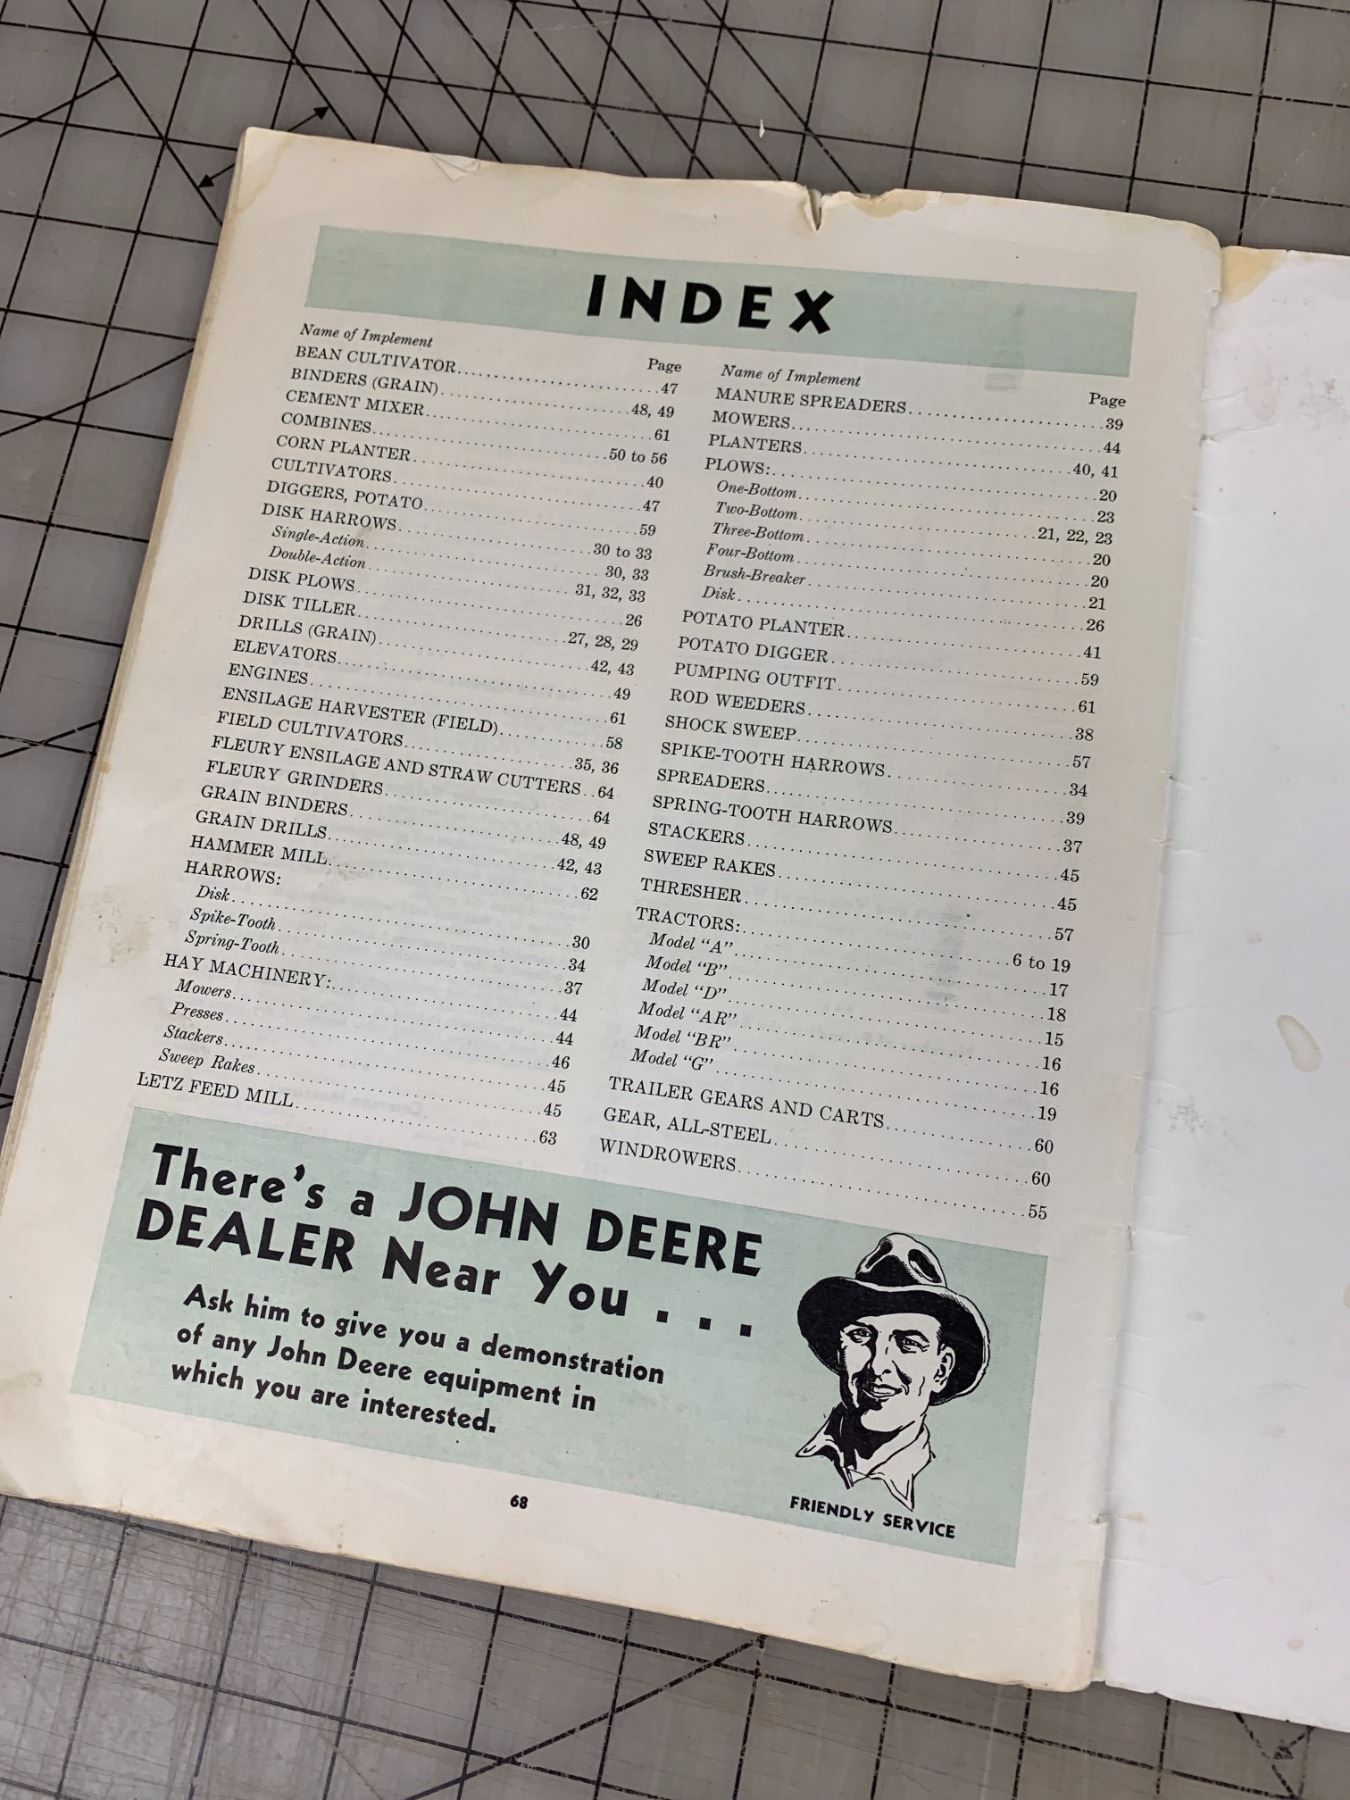 INDEX
Name of Implement Page
BEAN CULTIVATOR 47
BINDERS (GRAIN) 48, 49
CEMENT MIXER 61
COMBINES 50 to 56
CORN PLANTER 40
CULTIVATORS 47
DIGGERS, POTATO 59
DISK HARROWS 30 to 33
Single-Action 30, 33
Double-Action 31, 32, 33
DISK PLOWS 26
DISK TILLER 27, 28, 29
DRILLS (GRAIN) 42, 43
ELEVATORS 49
ENGINES 61
ENSILAGE HARVESTER (FIELD) 58
FIELD CULTIVATORS 35, 36
FLEURY ENSILAGE AND STRAW CUTTERS 64
FLEURY GRINDERS 64
GRAIN BINDERS 48, 49
GRAIN DRILLS 42, 43
HAMMER MILL 62
HARROWS:
Disk 30
Spike-Tooth 34
Spring-Tooth 37
HAY MACHINERY: 44
Mowers 44
Presses 46
Stackers 45
Sweep Rakes 45
LETZ FEED MILL 63
Name of Implement Page
MANURE SPREADERS 39
MOWERS 44
PLANTERS 40, 41
PLOWS: 20
One-Bottom 23
Two-Bottom 21, 22, 23
Three-Bottom 20
Four-Bottom 20
Brush-Breaker 21
Disk 26
POTATO PLANTER 41
POTATO DIGGER 59
PUMPING OUTFIT 61
ROD WEEDERS 38
SHOCK SWEEP 57
SPIKE-TOOTH HARROWS 34
SPREADERS 39
SPRING-TOOTH HARROWS 37
STACKERS 45
SWEEP RAKES 45
THRESHER 57
TRACTORS: 6 to 19
Model "A" 17
Model "B" 18
Model "D" 15
Model "AR" 16
Model "BR" 16
Model "G" 19
TRAILER GEARS AND CARTS 60
GEAR, ALL-STEEL 60
WINDROWERS 55
There's a JOHN DEERE
DEALER Near You . . .
Ask him to give you a demonstration
of any John Deere equipment in
which you are interested.
FRIENDLY SERVICE
68